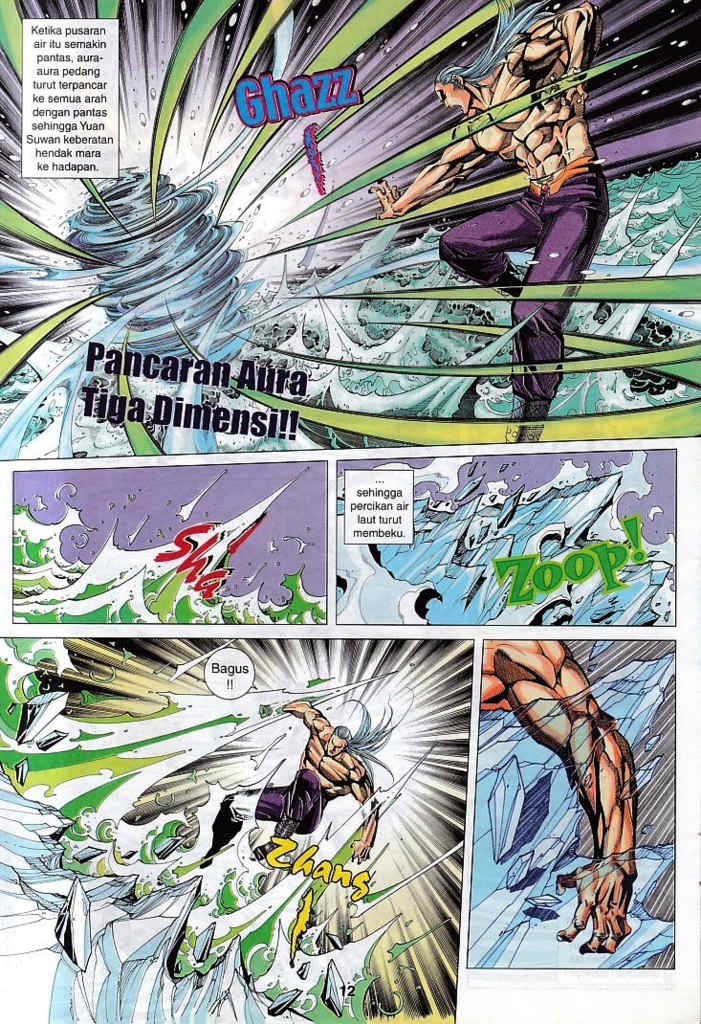 Ketika pusaran
air itu semakin
pantas, aura-
aura pedang
turut terpancar
ke semua arah
dengan pantas
sehingga Yuan
Suwan keberatan
hendak mara
ke hadapan.
Ghazz
!
Pancaran Aura
Tiga Dimensi!!
Sha
...
sehingga
percikan air
laut turut
membeku.
Zoop!
Bagus
!!
Zhang
!
12